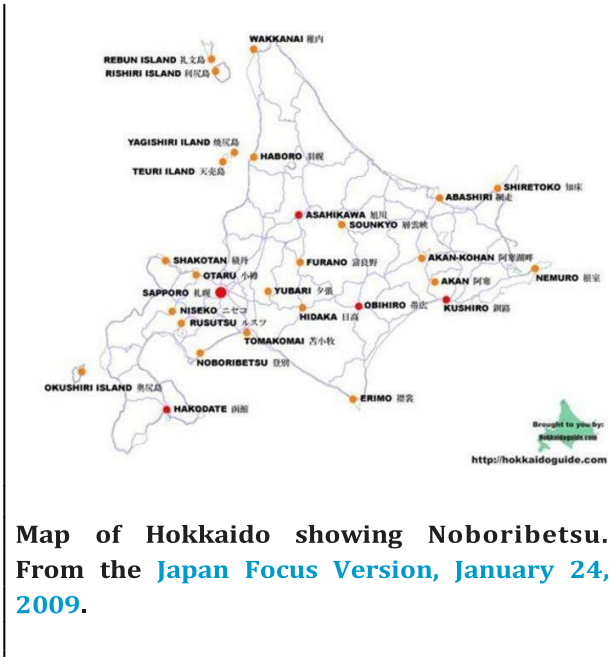 WAKKANAI 稚内
REBUN ISLAND 礼文島
RISHIRI ISLAND 利尻島
YAGISHIRI ILAND 焼尻島
HABORO 羽幌
TEURI ILAND 天売島
SHIRETOKO 知床
ABASHIRI 網走
ASAHIKAWA 旭川
SOUNKYO 層雲峡
SHAKOTAN 積丹
FURANO 富良野
AKAN-KOHAN 阿寒湖畔
OTARU 小樽
NEMURO 根室
AKAN 阿寒
SAPPORO 札幌
YUBARI 夕張
OBIHIRO 帯広
KUSHIRO 釧路
NISEKO ニセコ
HIDAKA 日高
RUSUTSU ルスツ
TOMAKOMAI 苫小牧
NOBORIBETSU 登別
OKUSHIRI ISLAND 奥尻島
ERIMO 襟裳
HAKODATE 函館
Brought to you by:
Hokkaidoguide.com
http://hokkaidoguide.com
Map of Hokkaido showing Noboribetsu.
From the Japan Focus Version, January 24,
2009.